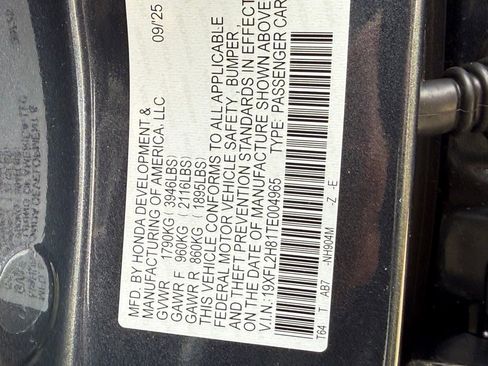 MFD. BY HONDA DEVELOPMENT & 09/25
MANUFACTURING OF AMERICA, LLC
GVWR 1790KG(3946LBS)
GAWR F 960KG(2116LBS)
GAWR R 860KG(1895LBS)
THIS VEHICLE CONFORMS TO ALL APPLICABLE
FEDERAL MOTOR VEHICLE SAFETY, BUMPER,
AND THEFT PREVENTION STANDARDS IN EFFECT
ON THE DATE OF MANUFACTURE SHOWN ABOVE.
V.I.N:19XFL2H81TE004965 TYPE: PASSENGER CAR
T64 T AB7 -NH904M -Z -E